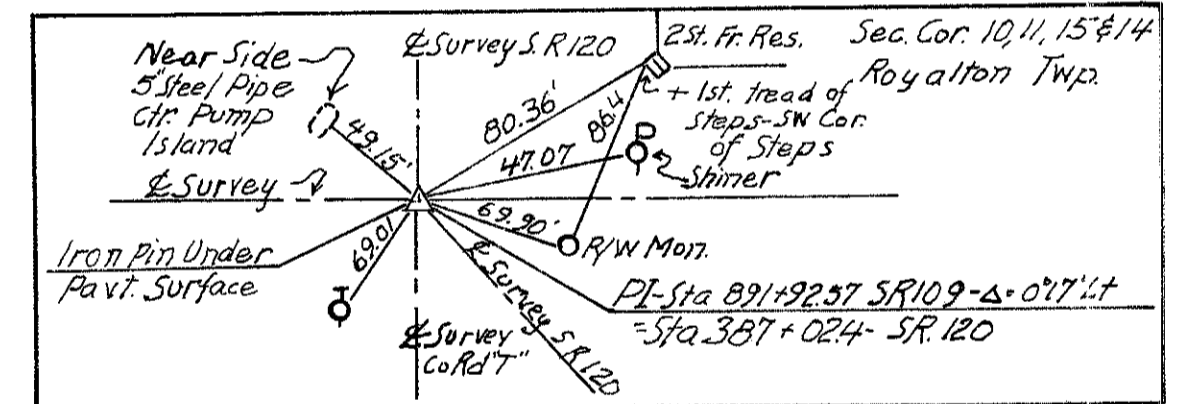 Near Side
5" Steel Pipe
Ctr. Pump
Island
℄ Survey S.R 120
2 St. Fr. Res.
Sec. Cor. 10, 11, 15 & 14
Royalton Twp.
+ 1st. tread of
Steps-SW Cor.
of Steps
Shiner
80.36'
86.4
49.15'
47.07
℄ Survey
69.90'
R/W Mon.
Iron Pin Under
Pavt. Surface
69.01
℄ Survey SR 120
℄ Survey
Co Rd "T"
PI-Sta 891+92.57 SR109-Δ=0°17' Lt
=Sta 387+02.4- SR. 120